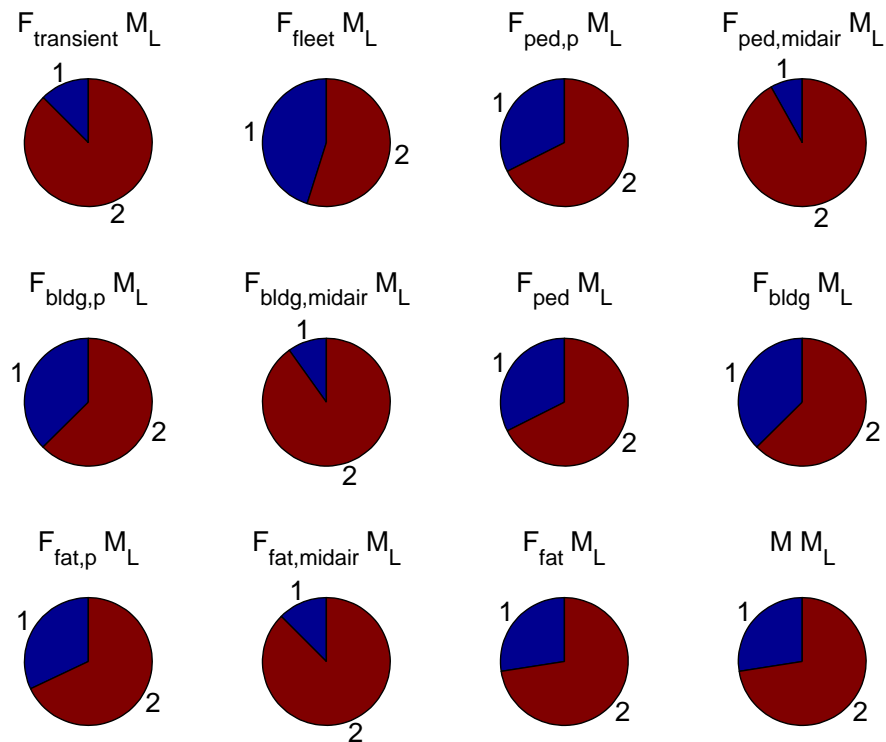 F_transient M_L F_fleet M_L F_ped,p M_L F_ped,midair M_L
1 2 1 2 1 2 1 2
F_bldg,p M_L F_bldg,midair M_L F_ped M_L F_bldg M_L
1 2 1 2 1 2 1 2
F_fat,p M_L F_fat,midair M_L F_fat M_L M M_L
1 2 1 2 1 2 1 2